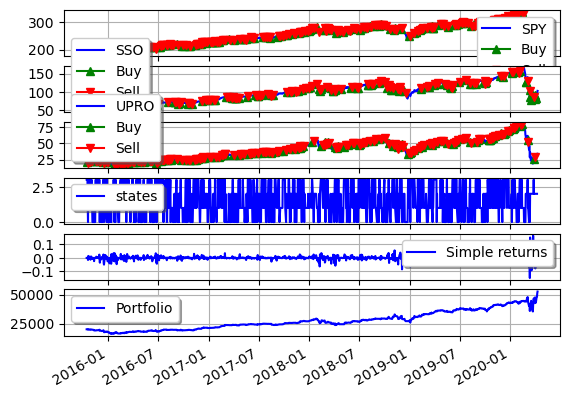 300
200
SPY
Buy
SSO
Buy
Sell
150
100
50
UPRO
Buy
Sell
75
50
25
2.5
0.0
states
0.1
0.0
−0.1
Simple returns
50000
25000
Portfolio
2016-01
2016-07
2017-01
2017-07
2018-01
2018-07
2019-01
2019-07
2020-01